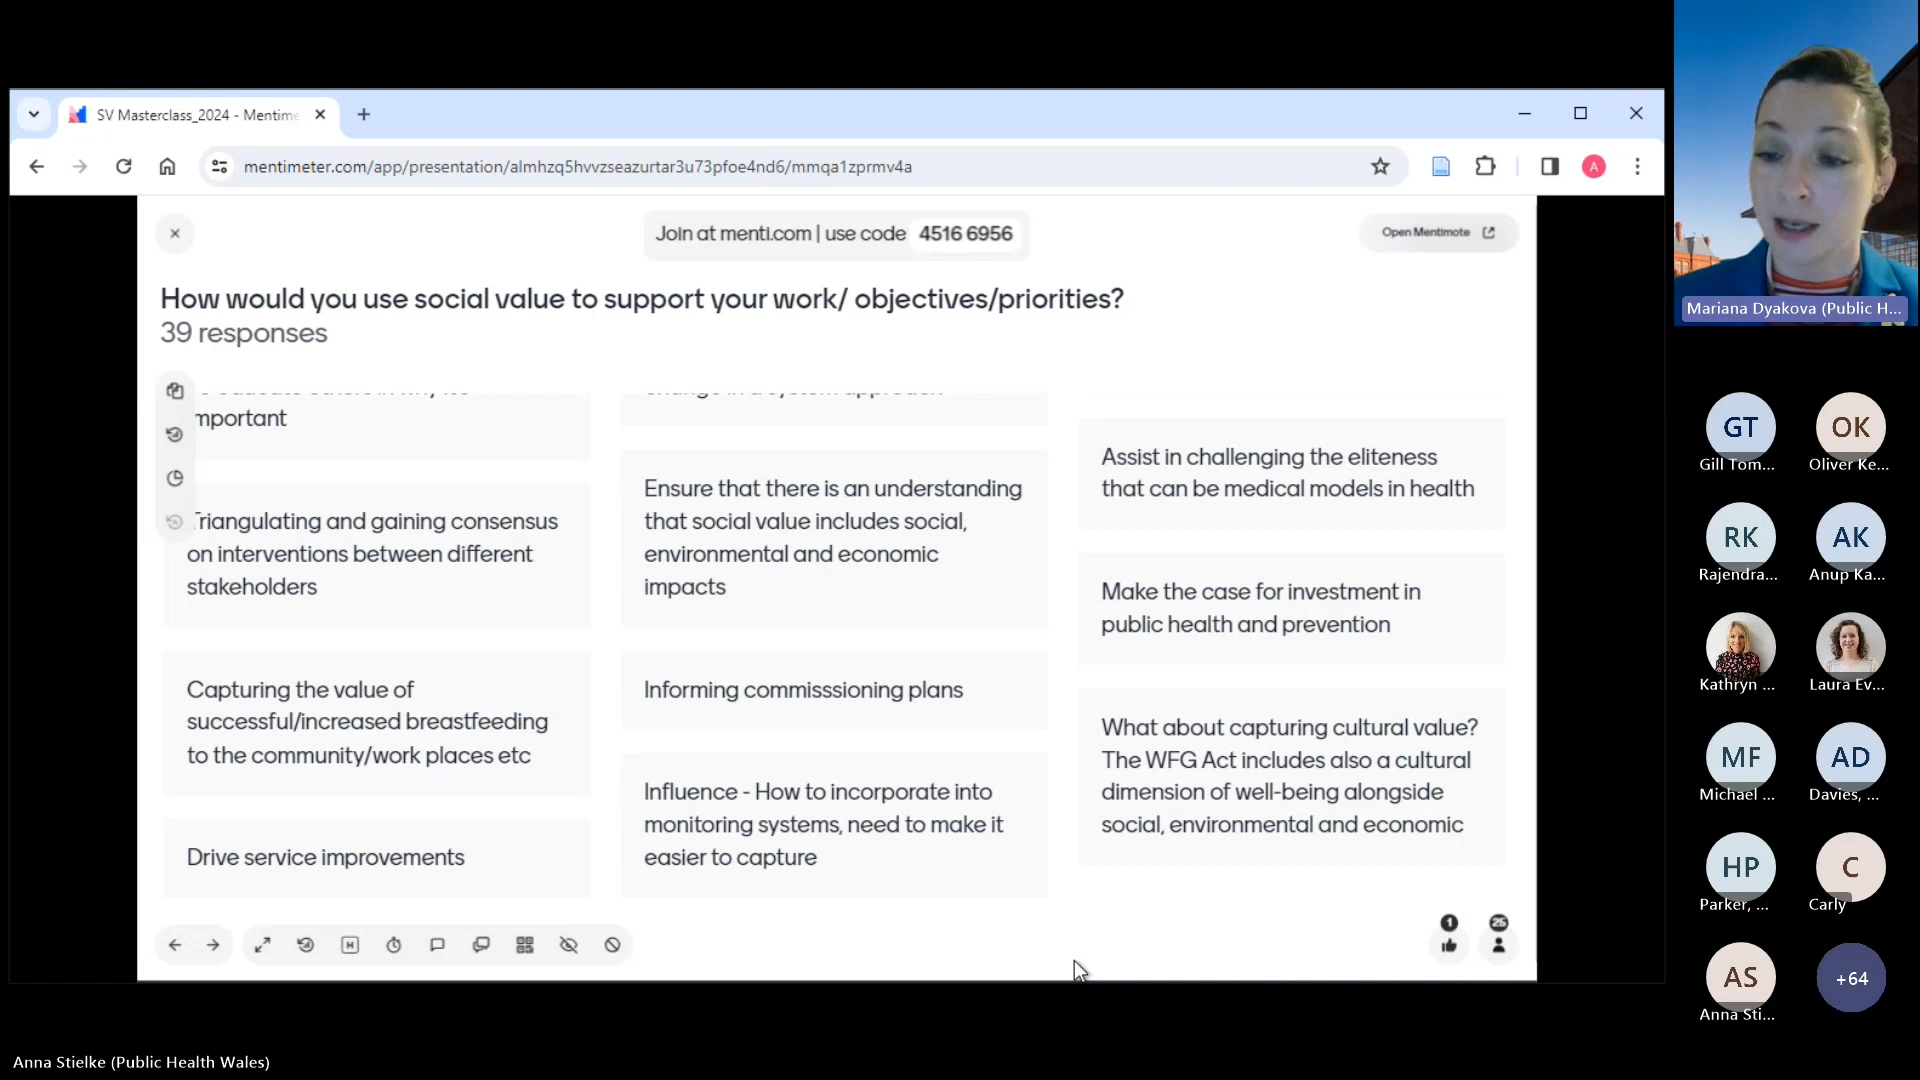 SV Masterclass_2024 - Mentime
mentimeter.com/app/presentation/almhzq5hvvzseazurtar3u73pfoe4nd6/mmqa1zprmv4a
A
Join at menti.com | use code 4516 6956
Open Mentimote
How would you use social value to support your work/ objectives/priorities?
39 responses
mportant
Triangulating and gaining consensus
on interventions between different
stakeholders
Capturing the value of
successful/increased breastfeeding
to the community/work places etc
Drive service improvements
change in a system approach
Ensure that there is an understanding
that social value includes social,
environmental and economic
impacts
Informing commisssioning plans
Influence - How to incorporate into
monitoring systems, need to make it
easier to capture
Assist in challenging the eliteness
that can be medical models in health
Make the case for investment in
public health and prevention
What about capturing cultural value?
The WFG Act includes also a cultural
dimension of well-being alongside
social, environmental and economic
H
1
25
Mariana Dyakova (Public H...
GT
Gill Tom...
OK
Oliver Ke...
RK
Rajendra...
AK
Anup Ka...
Kathryn ...
Laura Ev...
MF
Michael ...
AD
Davies, ...
HP
Parker, ...
C
Carly
AS
Anna Sti...
+64
Anna Stielke (Public Health Wales)